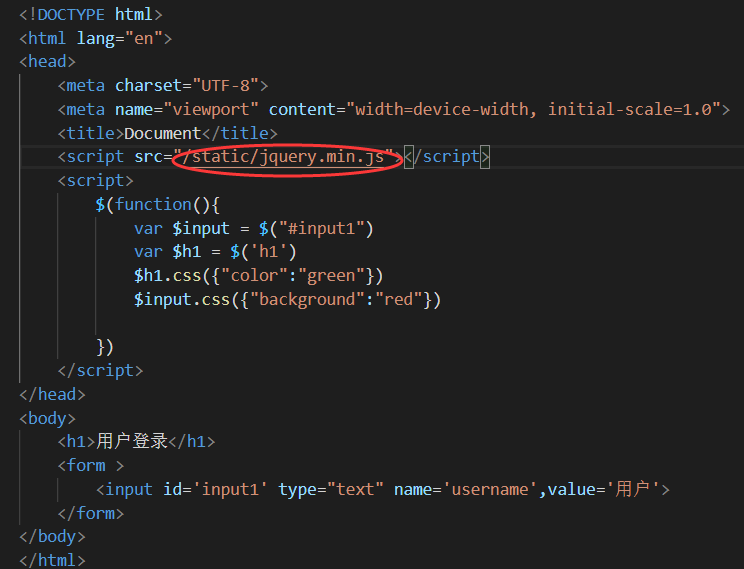 <!DOCTYPE html>
<html lang="en">
<head>
    <meta charset="UTF-8">
    <meta name="viewport" content="width=device-width, initial-scale=1.0">
    <title>Document</title>
    <script src="/static/jquery.min.js"></script>
    <script>
        $(function(){
            var $input = $("#input1")
            var $h1 = $('h1')
            $h1.css({"color":"green"})
            $input.css({"background":"red"})
        })
    </script>
</head>
<body>
    <h1>用户登录</h1>
    <form >
        <input id='input1' type="text" name='username',value='用户'>
    </form>
</body>
</html>